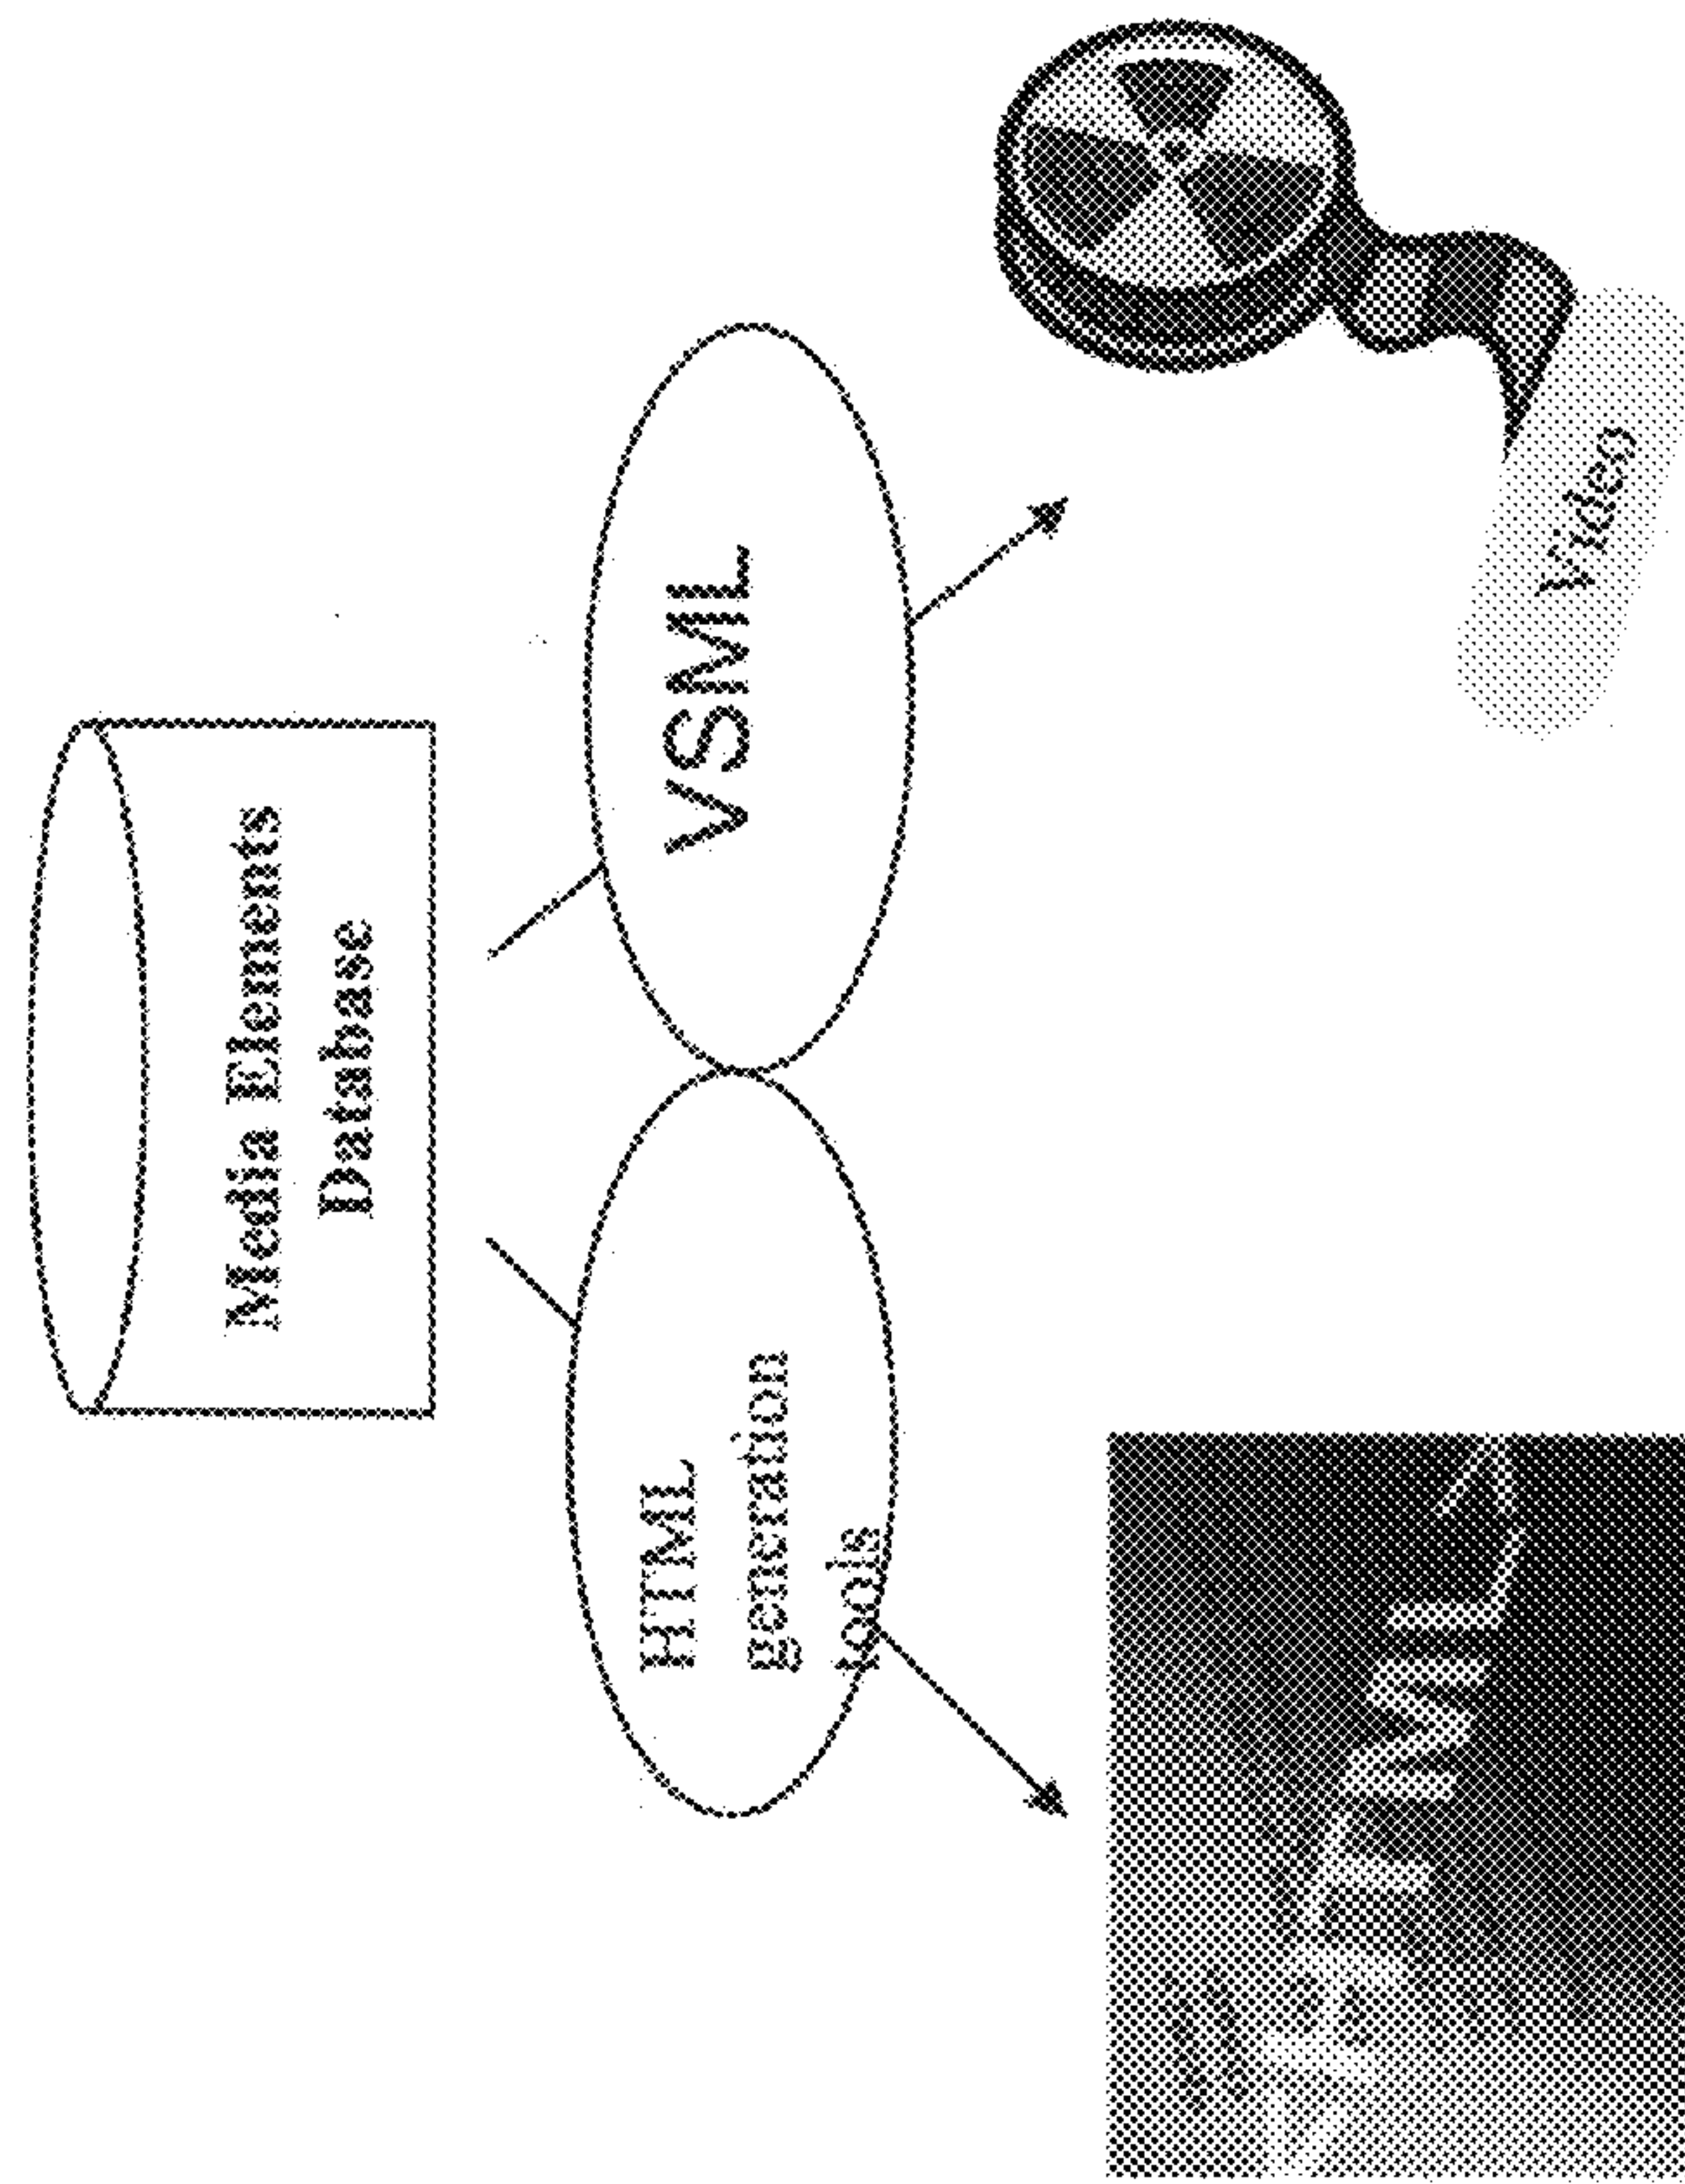 Media Elements
Database
HTML
generation
tools
VSML
<HTML>
Video